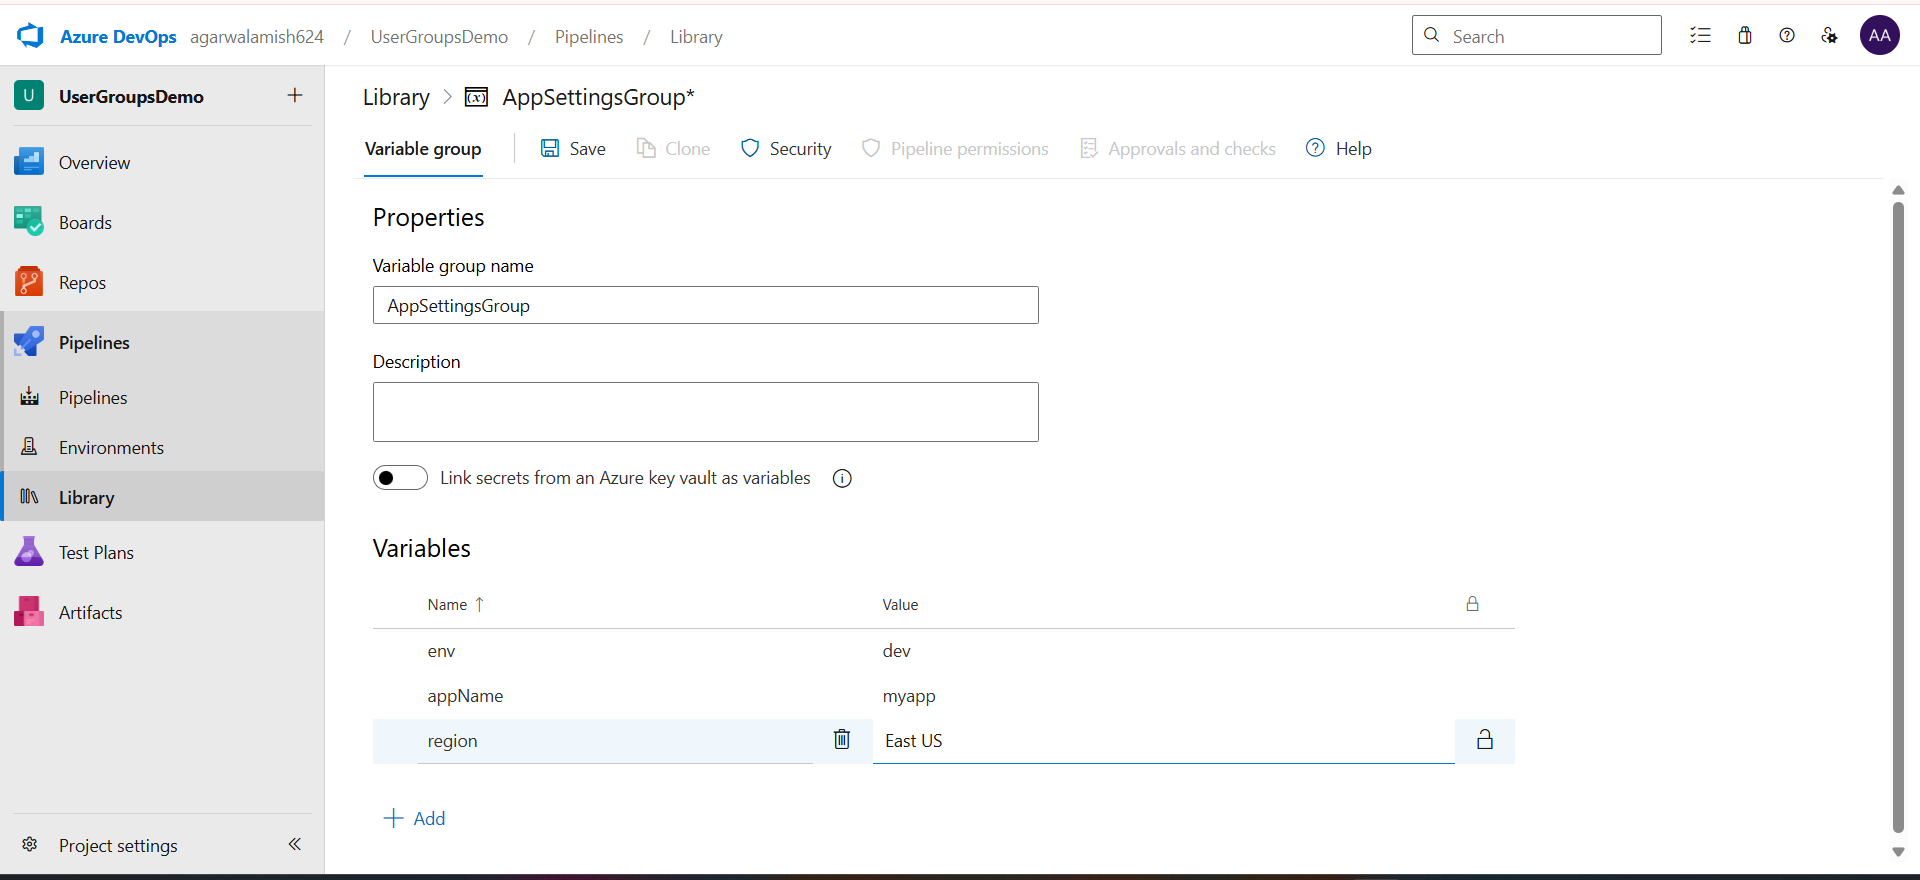 Azure DevOps agarwalamish624 / UserGroupsDemo / Pipelines / Library
Search
AA
U UserGroupsDemo
Overview
Boards
Repos
Pipelines
Pipelines
Environments
Library
Test Plans
Artifacts
Project settings
Library > (x) AppSettingsGroup*
Variable group Save Clone Security Pipeline permissions Approvals and checks Help
Properties
Variable group name
AppSettingsGroup
Description
Link secrets from an Azure key vault as variables
Variables
Name ↑ Value
env dev
appName myapp
region East US
+ Add